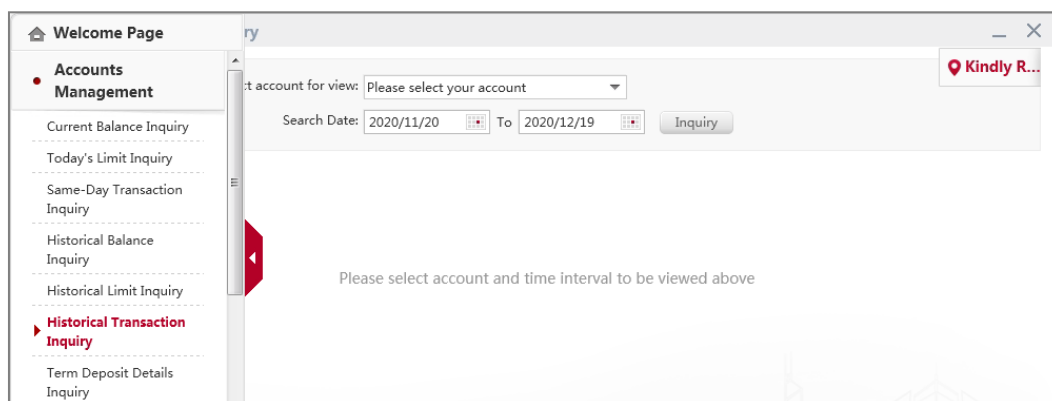 Welcome Page
ry
Accounts
Management
Kindly R...
ct account for view: Please select your account
Search Date: 2020/11/20 To 2020/12/19 Inquiry
Current Balance Inquiry
Today's Limit Inquiry
Same-Day Transaction
Inquiry
Historical Balance
Inquiry
Historical Limit Inquiry
Historical Transaction
Inquiry
Term Deposit Details
Inquiry
Please select account and time interval to be viewed above